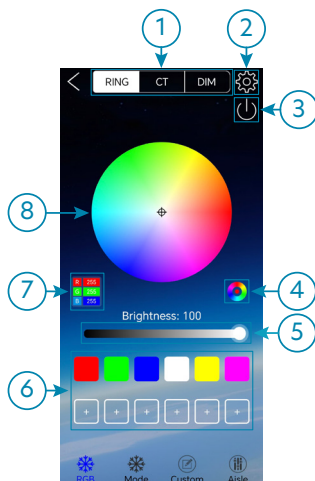 1
2
RING CT DIM
3
8
7
R 255
G 255
B 255
4
Brightness: 100
5
6
+ + + + + +
RGB Mode Custom Aisle